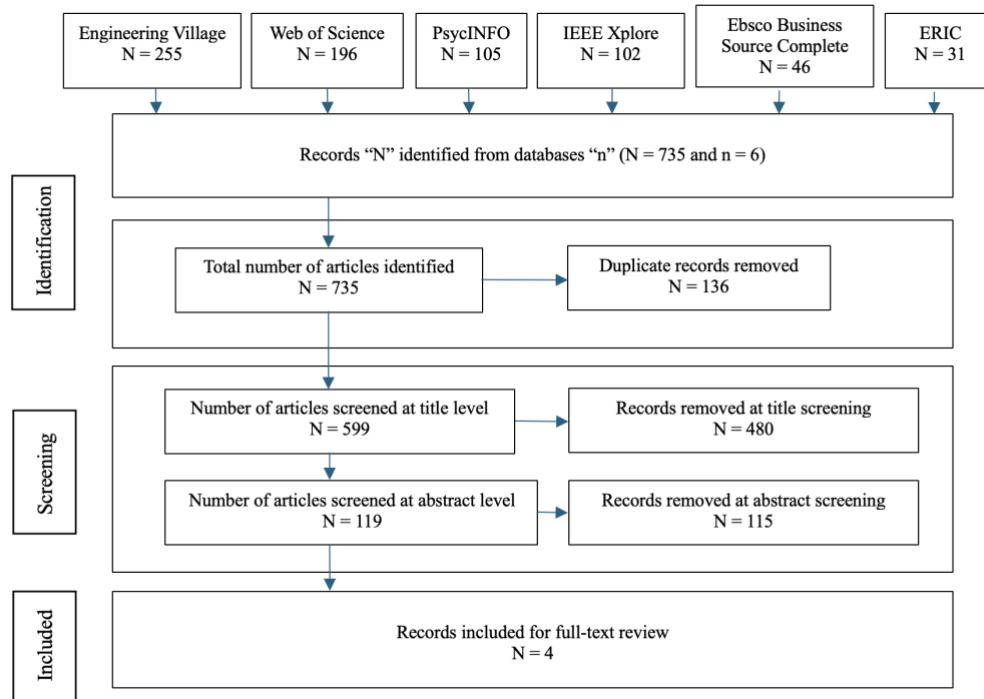 Engineering Village
N = 255
Web of Science
N = 196
PsycINFO
N = 105
IEEE Xplore
N = 102
Ebsco Business
Source Complete
N = 46
ERIC
N = 31
Records “N” identified from databases “n” (N = 735 and n = 6)
Identification
Total number of articles identified
N = 735
Duplicate records removed
N = 136
Screening
Number of articles screened at title level
N = 599
Records removed at title screening
N = 480
Number of articles screened at abstract level
N = 119
Records removed at abstract screening
N = 115
Included
Records included for full-text review
N = 4